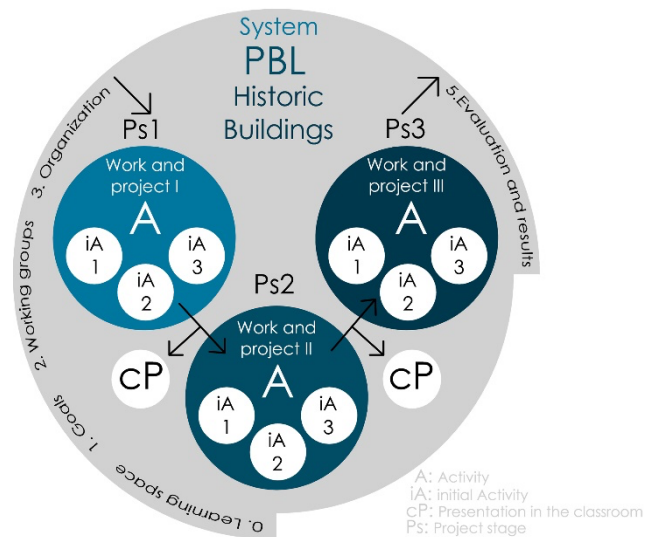 System
PBL
Historic
Buildings
Ps1
Ps3
3. Organization
5.Evaluation and results
Work and
project I
A
iA
1
iA
2
iA
3
Work and
project III
A
iA
1
iA
2
iA
3
Ps2
2. Working groups
cP
Work and
project II
A
iA
1
iA
2
iA
3
cP
1. Goals
0. Learning space
A: Activity
iA: initial Activity
cP: Presentation in the classroom
Ps: Project stage